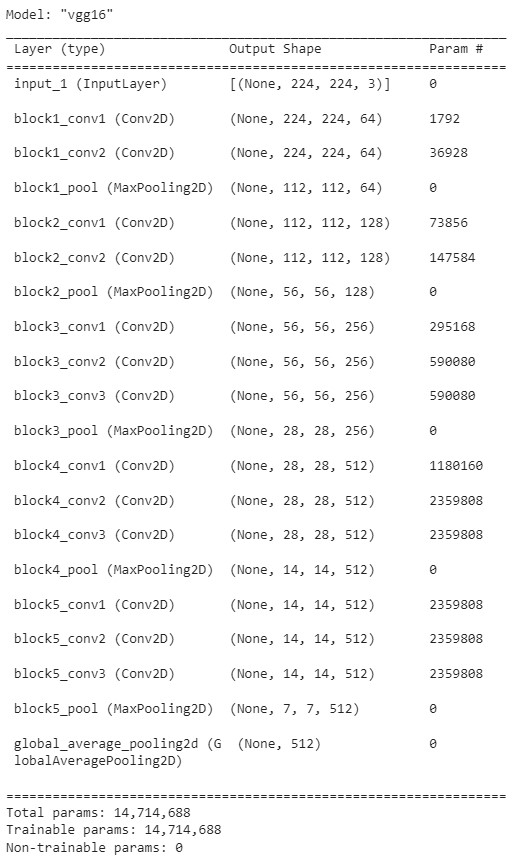 Model: "vgg16"
_________________________________________________________________
Layer (type) Output Shape Param #
=================================================================
input_1 (InputLayer) [(None, 224, 224, 3)] 0
block1_conv1 (Conv2D) (None, 224, 224, 64) 1792
block1_conv2 (Conv2D) (None, 224, 224, 64) 36928
block1_pool (MaxPooling2D) (None, 112, 112, 64) 0
block2_conv1 (Conv2D) (None, 112, 112, 128) 73856
block2_conv2 (Conv2D) (None, 112, 112, 128) 147584
block2_pool (MaxPooling2D) (None, 56, 56, 128) 0
block3_conv1 (Conv2D) (None, 56, 56, 256) 295168
block3_conv2 (Conv2D) (None, 56, 56, 256) 590080
block3_conv3 (Conv2D) (None, 56, 56, 256) 590080
block3_pool (MaxPooling2D) (None, 28, 28, 256) 0
block4_conv1 (Conv2D) (None, 28, 28, 512) 1180160
block4_conv2 (Conv2D) (None, 28, 28, 512) 2359808
block4_conv3 (Conv2D) (None, 28, 28, 512) 2359808
block4_pool (MaxPooling2D) (None, 14, 14, 512) 0
block5_conv1 (Conv2D) (None, 14, 14, 512) 2359808
block5_conv2 (Conv2D) (None, 14, 14, 512) 2359808
block5_conv3 (Conv2D) (None, 14, 14, 512) 2359808
block5_pool (MaxPooling2D) (None, 7, 7, 512) 0
global_average_pooling2d (G (None, 512) 0
lobalAveragePooling2D)
=================================================================
Total params: 14,714,688
Trainable params: 14,714,688
Non-trainable params: 0